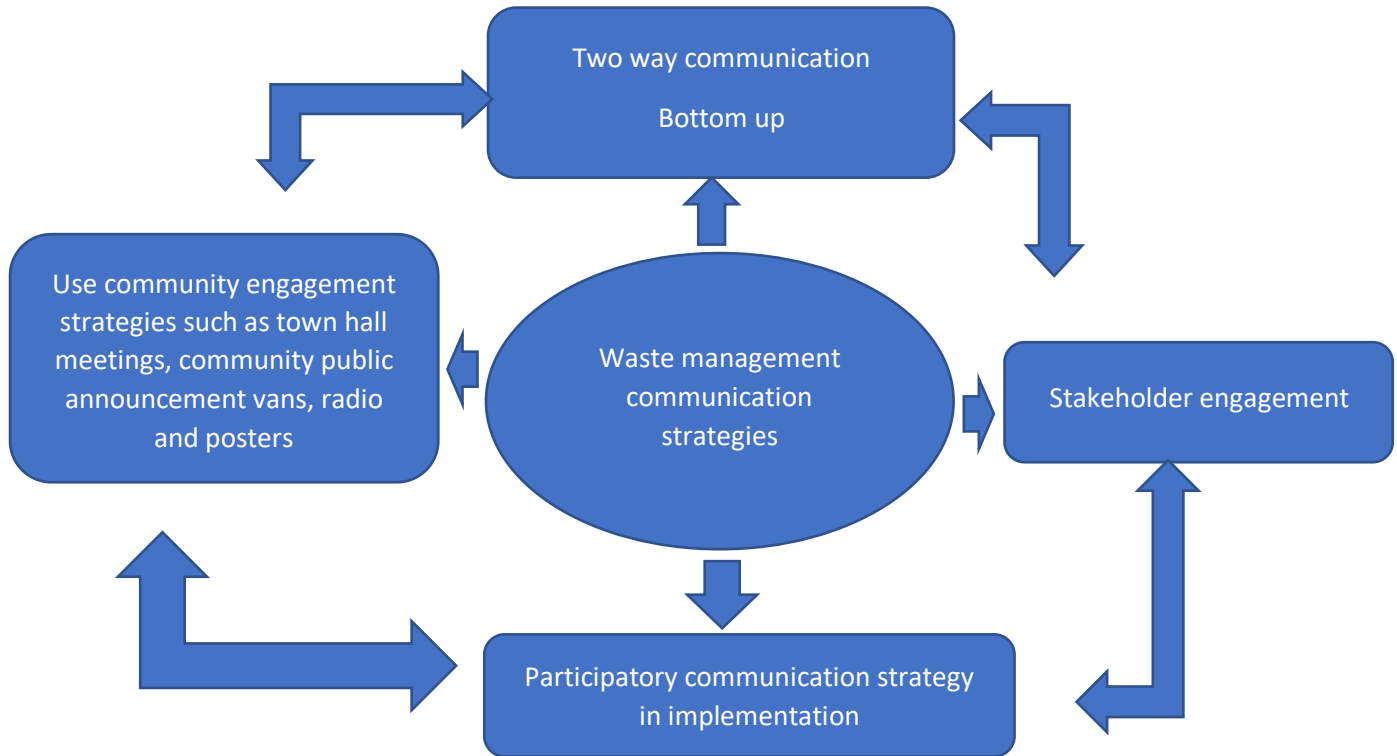 Two way communication
Bottom up
Use community engagement
strategies such as town hall
meetings, community public
announcement vans, radio
and posters
Waste management
communication
strategies
Stakeholder engagement
Participatory communication strategy
in implementation